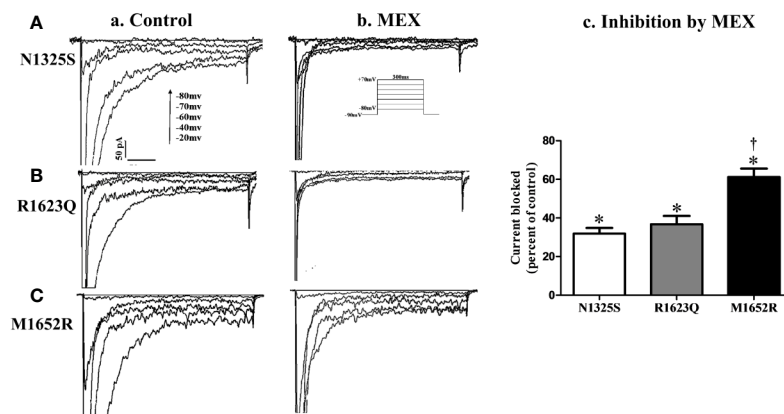 a. Control
b. MEX
c. Inhibition by MEX
A
N1325S
-80mv
-70mv
-60mv
-40mv
-20mv
50 pA
300ms
+70mV
-80mV
-90mV
B
R1623Q
C
M1652R
Current blocked
(percent of control)
80
60
40
20
0
*
*
†
*
N1325S
R1623Q
M1652R